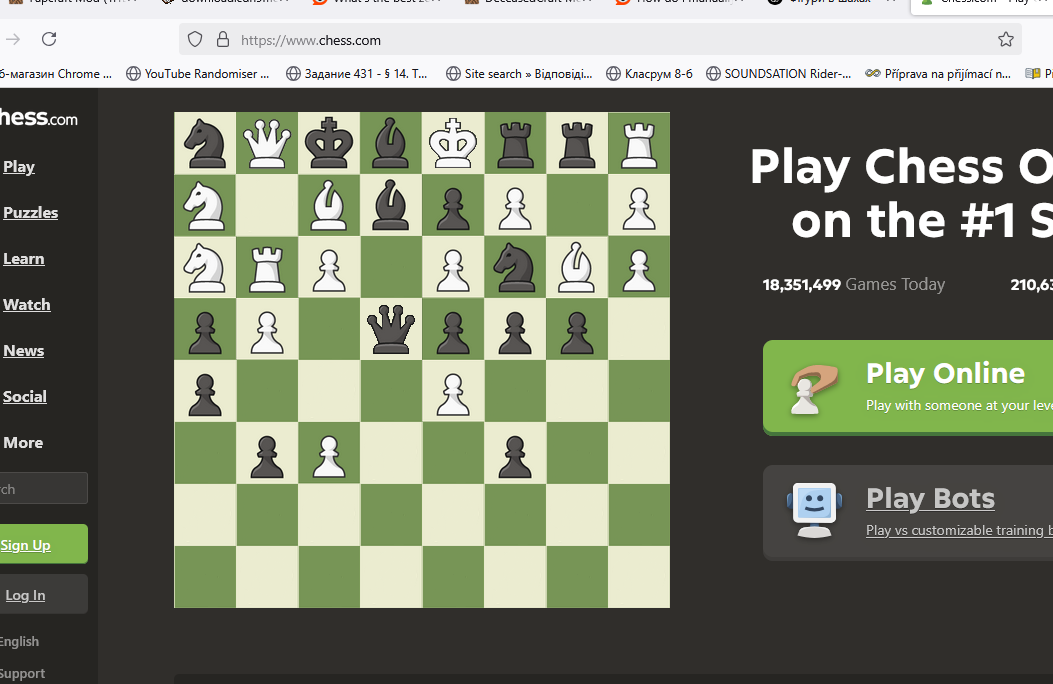 https://www.chess.com
б-магазин Chrome ...
YouTube Randomiser ...
Задание 431 - § 14. Т...
Site search » Відповіді...
Класрум 8-6
SOUNDSATION Rider-...
Příprava na přijímací n...
hess.com
Play
Puzzles
Learn
Watch
News
Social
More
rch
Sign Up
Log In
English
Support
Play Chess O
on the #1 S
18,351,499 Games Today
210,63
Play Online
Play with someone at your leve
Play Bots
Play vs customizable training b